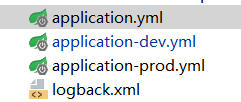 application.yml
application-dev.yml
application-prod.yml
logback.xml